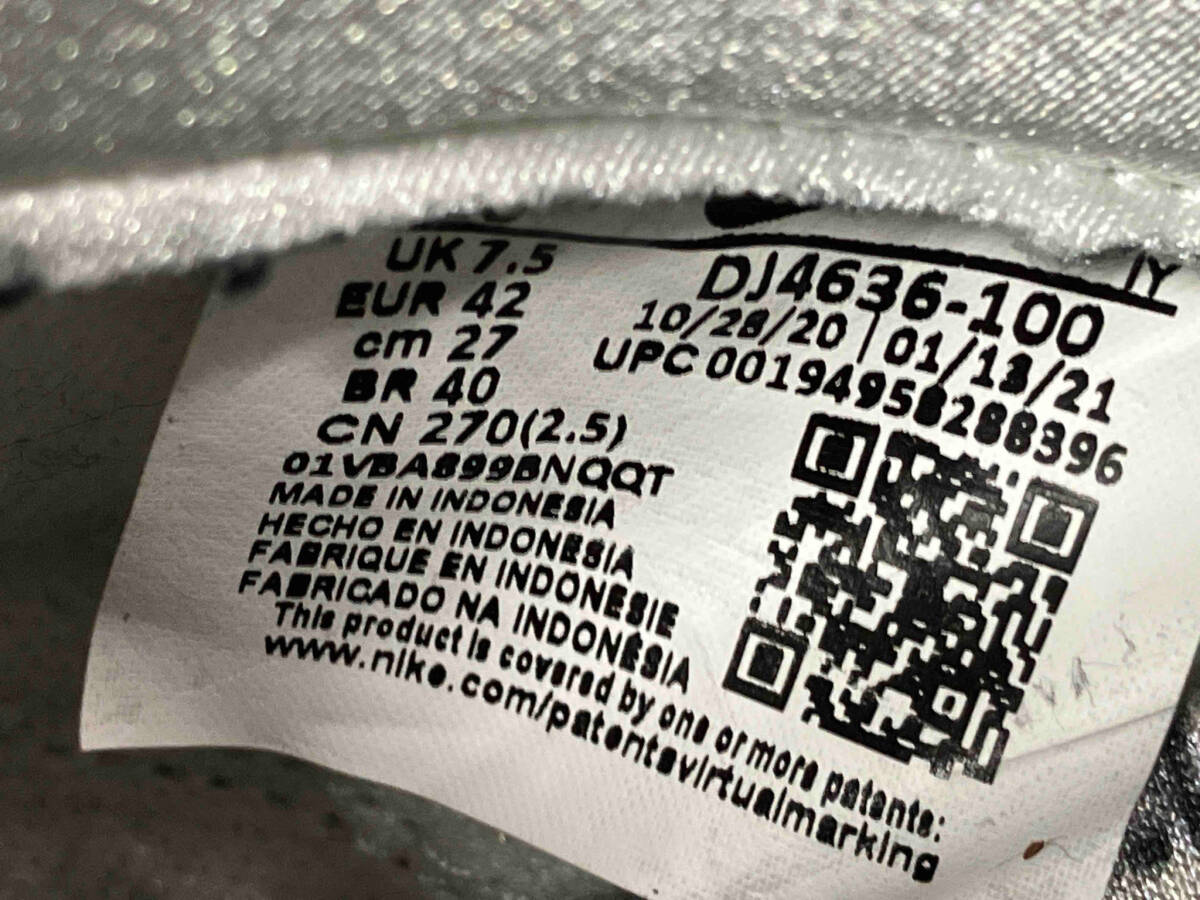 UK 7.5
EUR 42
cm 27
BR 40
CN 270(2.5)
01VBA899BNQQT
MADE IN INDONESIA
HECHO EN INDONESIA
FABRIQUE EN INDONÉSIE
FABRICADO NA INDONÉSIA
This product is covered by one or more patents:
www.nike.com/patentsvirtualmarking
IY
DJ4636-100
10/28/20 | 01/13/21
UPC 00194958288396